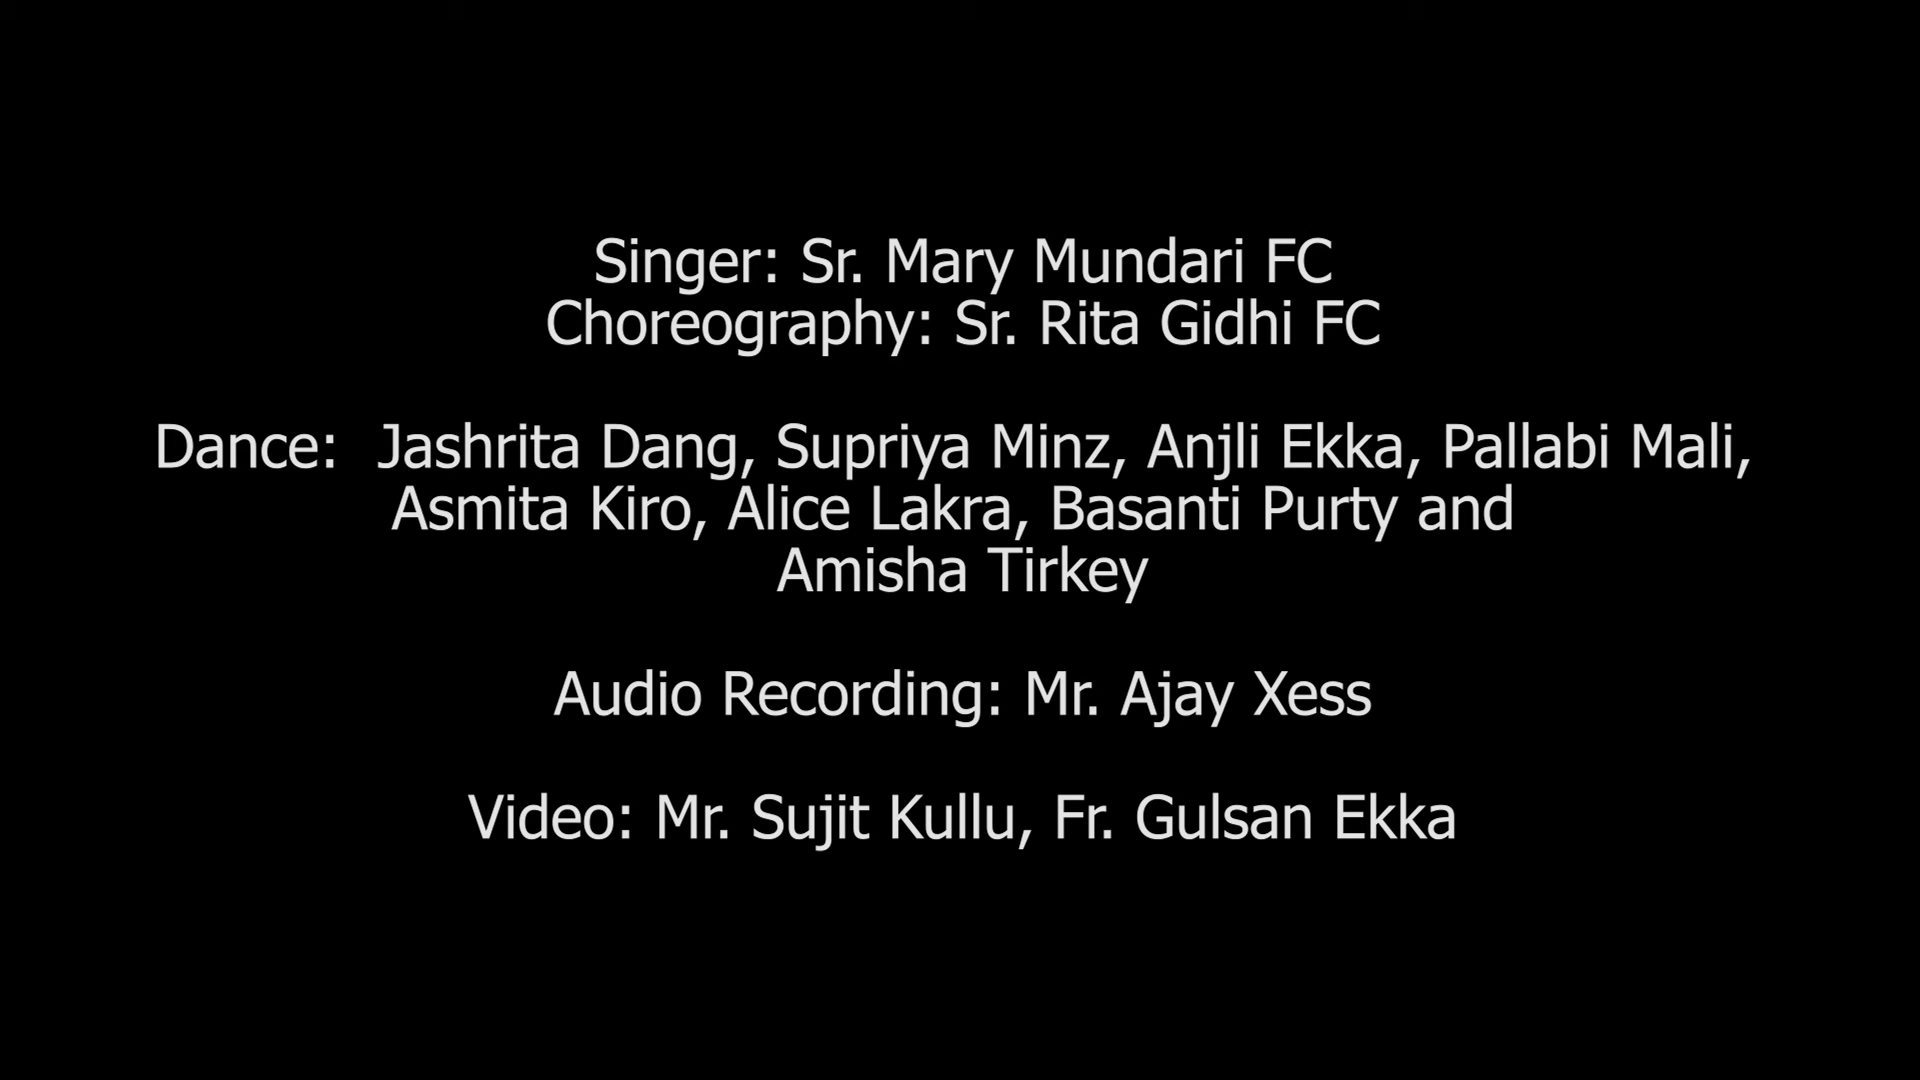 Singer: Sr. Mary Mundari FC
Choreography: Sr. Rita Gidhi FC
Dance: Jashrita Dang, Supriya Minz, Anjli Ekka, Pallabi Mali,
Asmita Kiro, Alice Lakra, Basanti Purty and
Amisha Tirkey
Audio Recording: Mr. Ajay Xess
Video: Mr. Sujit Kullu, Fr. Gulsan Ekka